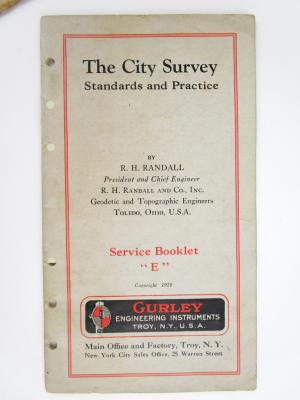 The City Survey
Standards and Practice
BY
R. H. RANDALL
President and Chief Engineer
R. H. RANDALL AND CO., INC.
Geodetic and Topographic Engineers
TOLEDO, OHIO, U.S.A.
Service Booklet
"E"
GURLEY
ENGINEERING INSTRUMENTS
TROY, N.Y. U.S.A.
Main Office and Factory, Troy, N. Y.
New York City Sales Office, 25 Warren Street